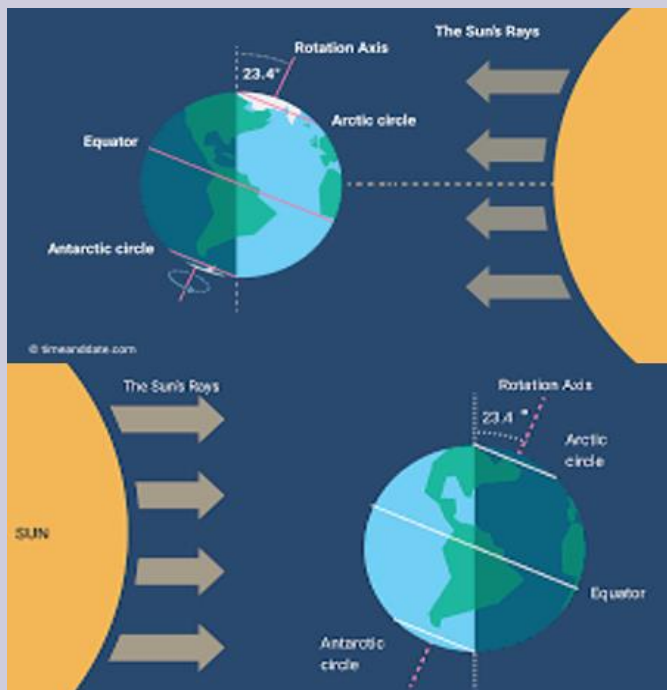 The Sun's Rays
Rotation Axis
23.4°
Arctic circle
Equator
Antarctic circle
© timeanddate.com
The Sun's Rays
Rotation Axis
23.4 °
Arctic
circle
SUN
Equator
Antarctic
circle